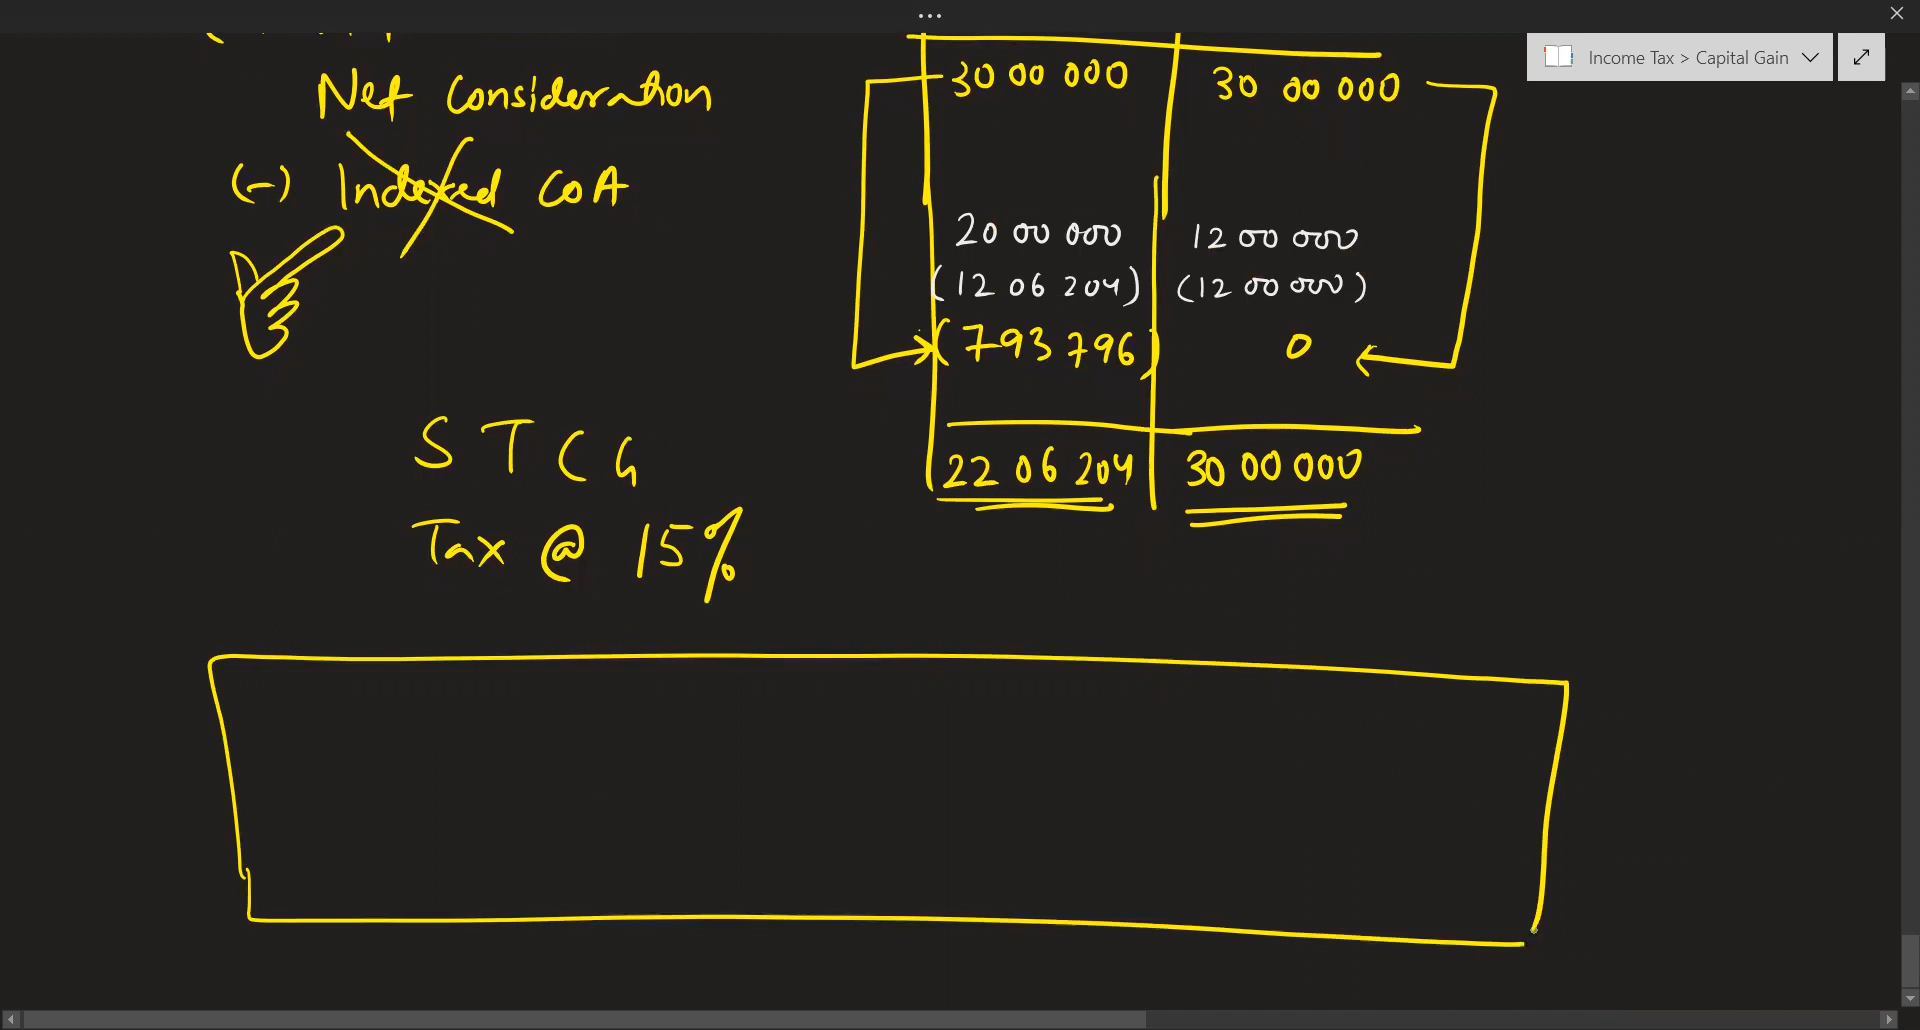 Income Tax > Capital Gain
30 00 000 30 00 000
Net Consideration
(-) Indexed CoA
20 00 000 12 00 000
(12 06 204) (12 00 000)
(793 796) 0
STCG
22 06 204 30 00 000
Tax @ 15%